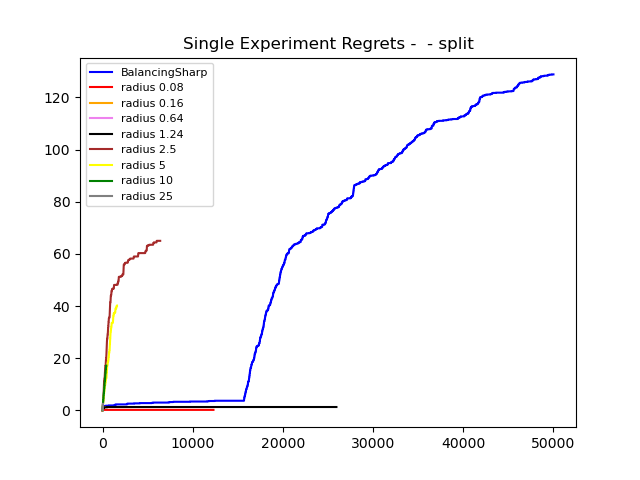 Single Experiment Regrets -  - split
BalancingSharp
radius 0.08
radius 0.16
radius 0.64
radius 1.24
radius 2.5
radius 5
radius 10
radius 25
120
100
80
60
40
20
0
0 10000 20000 30000 40000 50000